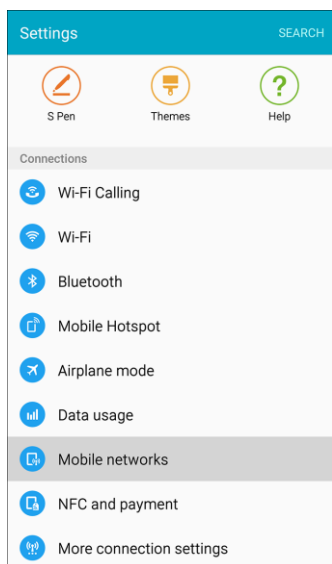 Settings SEARCH
S Pen Themes Help
Connections
Wi-Fi Calling
Wi-Fi
Bluetooth
Mobile Hotspot
Airplane mode
Data usage
Mobile networks
NFC and payment
More connection settings